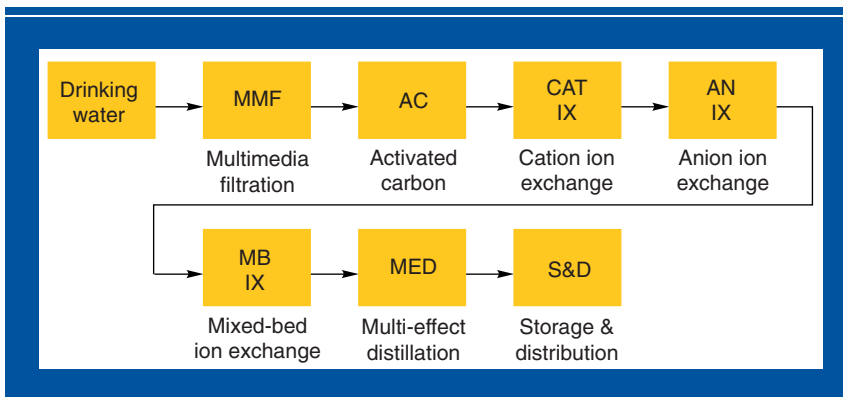 Drinking
water
MMF
AC
CAT
IX
AN
IX
Multimedia
filtration
Activated
carbon
Cation ion
exchange
Anion ion
exchange
MB
IX
MED
S&D
Mixed-bed
ion exchange
Multi-effect
distillation
Storage &
distribution